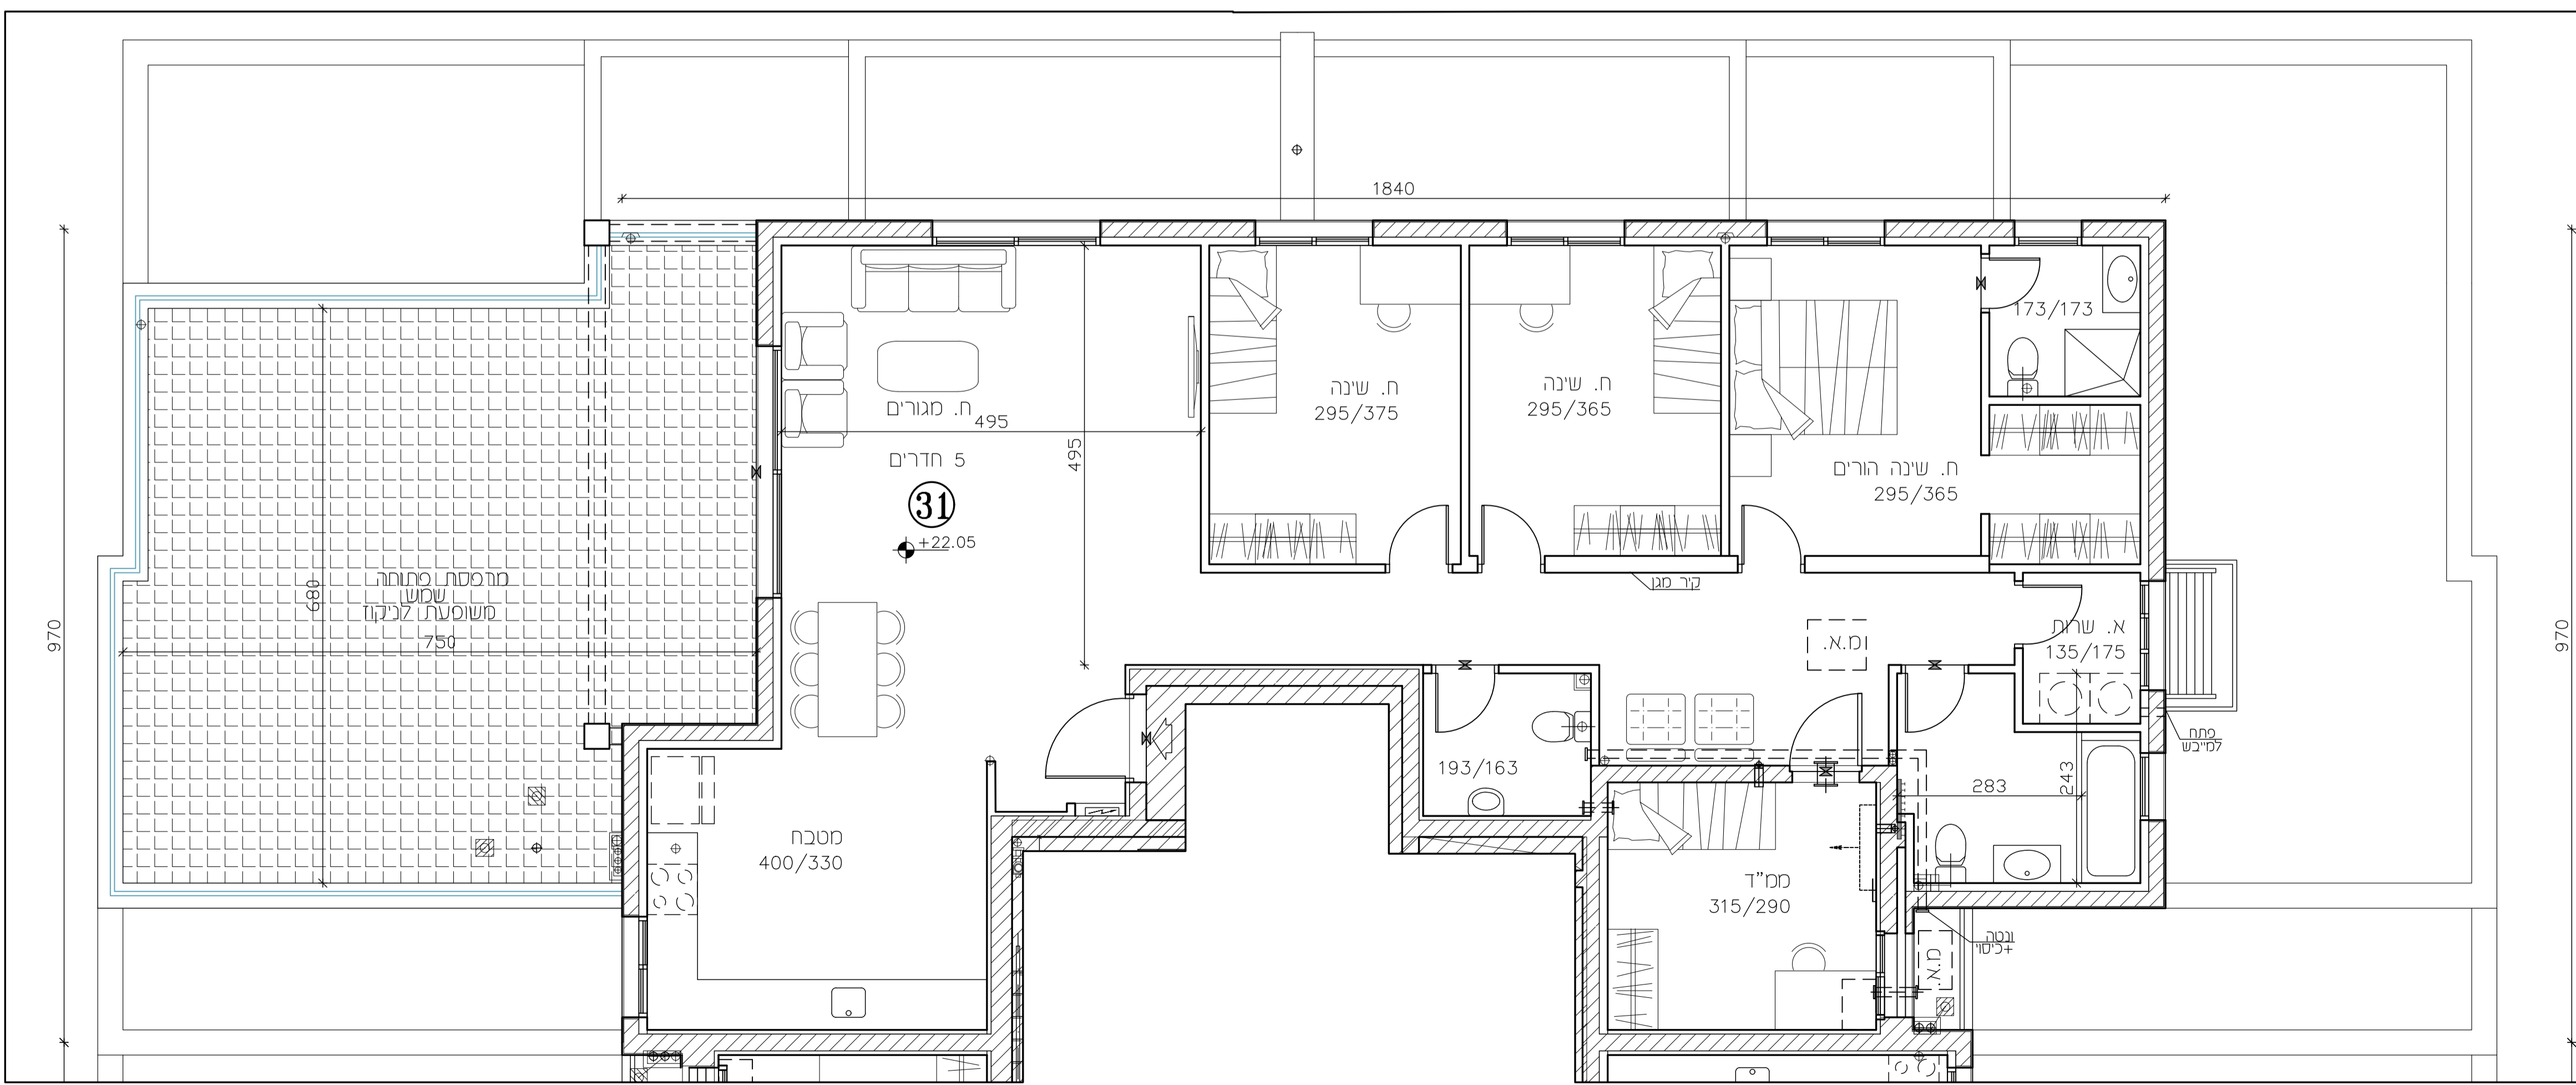 1840
970
970
173/173
ח. שינה
295/375
ח. שינה
295/365
ח. מגורים
495
495
5 חדרים
31
+22.05
ח. שינה הורים
295/365
מרפסת פתוחה
שמש
משופעת לניקוז
750
680
קיר מגן
מ.א.
א. שרות
135/175
פתח
למייבש
193/163
283
243
מטבח
400/330
ממ"ד
315/290
ונטה
+כיסוי
מ.א.